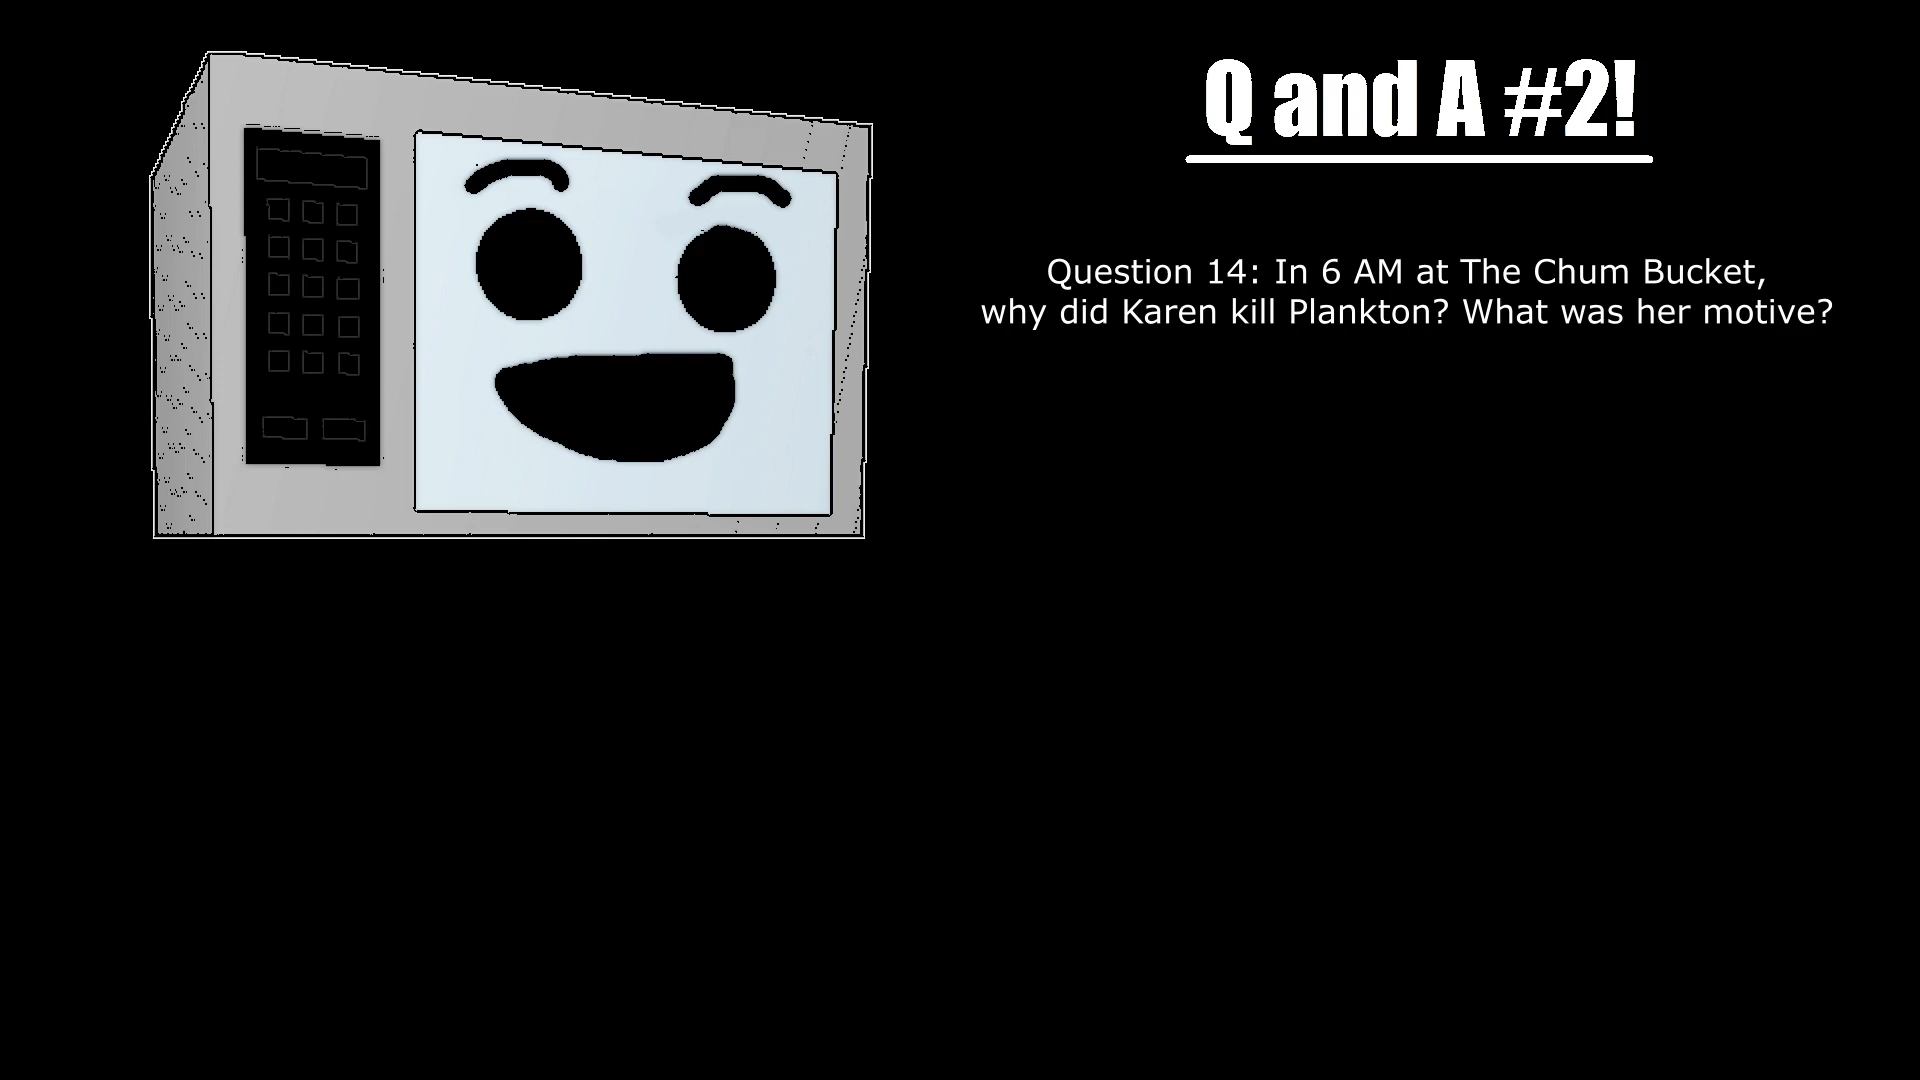 Q and A #2!
Question 14: In 6 AM at The Chum Bucket,
why did Karen kill Plankton? What was her motive?